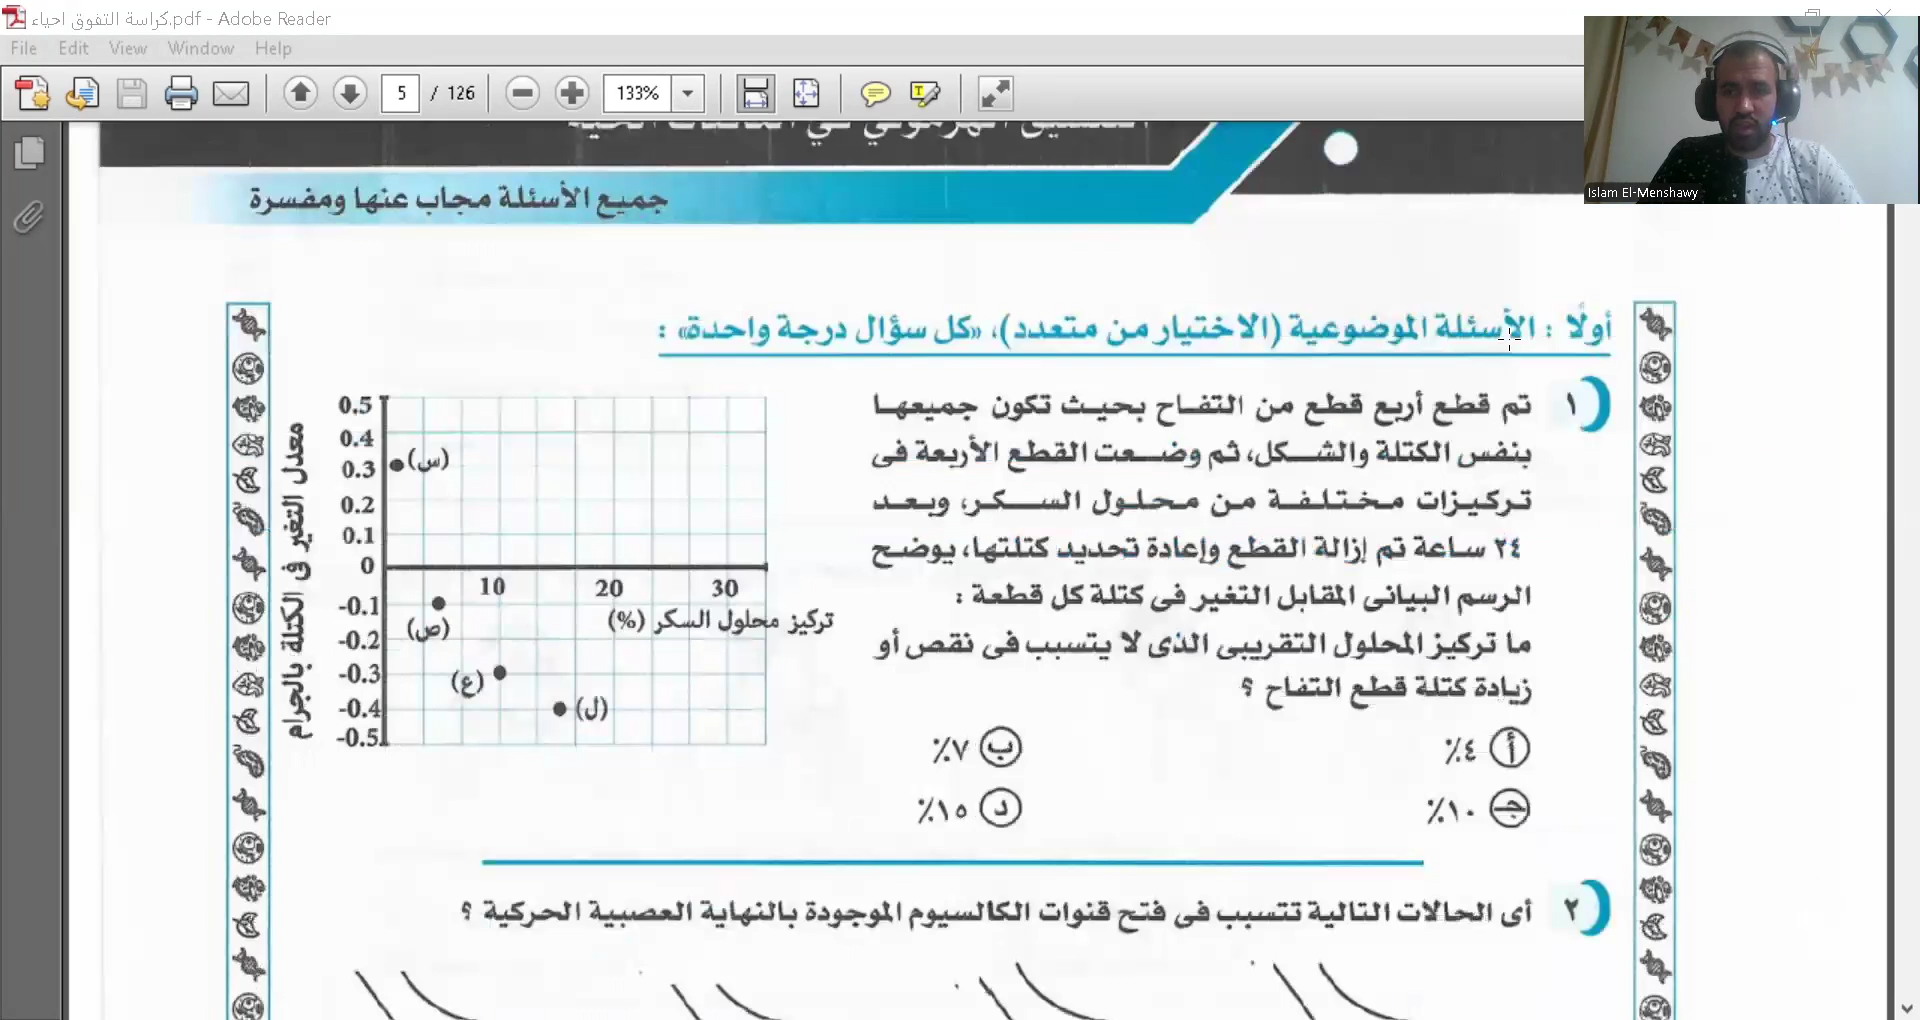 كراسة التفوق احياء.pdf - Adobe Reader
File Edit View Window Help
5 / 126 133%
Islam El-Menshawy
جميع الأسئلة مجاب عنها ومفسرة
أولًا : الأسئلة الموضوعية (الاختيار من متعدد)، «كل سؤال درجة واحدة» :
١ تم قطع أربع قطع من التفاح بحيث تكون جميعها
بنفس الكتلة والشكل، ثم وضعت القطع الأربعة فى
تركيزات مختلفة من محلول السكر، وبعد
٢٤ ساعة تم إزالة القطع وإعادة تحديد كتلتها، يوضح
الرسم البيانى المقابل التغير فى كتلة كل قطعة :
ما تركيز المحلول التقريبى الذى لا يتسبب فى نقص أو
زيادة كتلة قطع التفاح ؟
أ ٤٪ ب ٧٪
جـ ١٠٪ د ١٥٪
معدل التغير فى الكتلة بالجرام
0.5
0.4
0.3 (س)
0.2
0.1
0
10 20 30
-0.1
(ص) تركيز محلول السكر (%)
-0.2
-0.3 (ع)
-0.4 (ل)
-0.5
٢ أى الحالات التالية تتسبب فى فتح قنوات الكالسيوم الموجودة بالنهاية العصبية الحركية ؟